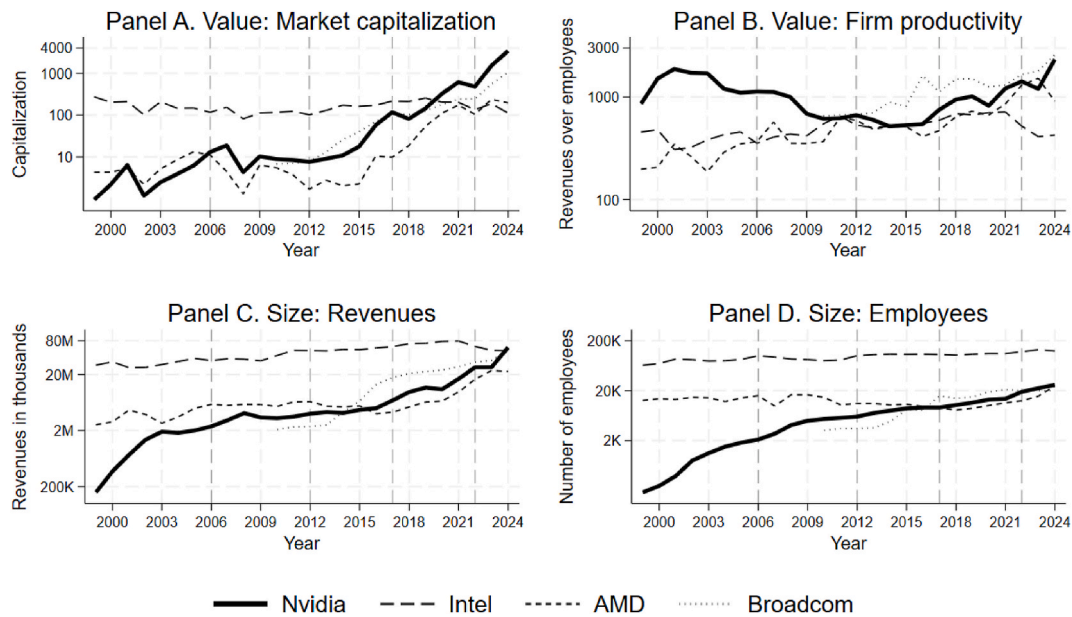 Panel A. Value: Market capitalization
Capitalization
4000
1000
100
10
2000 2003 2006 2009 2012 2015 2018 2021 2024
Year
Panel B. Value: Firm productivity
Revenues over employees
3000
1000
100
2000 2003 2006 2009 2012 2015 2018 2021 2024
Year
Panel C. Size: Revenues
Revenues in thousands
80M
20M
2M
200K
2000 2003 2006 2009 2012 2015 2018 2021 2024
Year
Panel D. Size: Employees
Number of employees
200K
20K
2K
2000 2003 2006 2009 2012 2015 2018 2021 2024
Year
Nvidia Intel AMD Broadcom